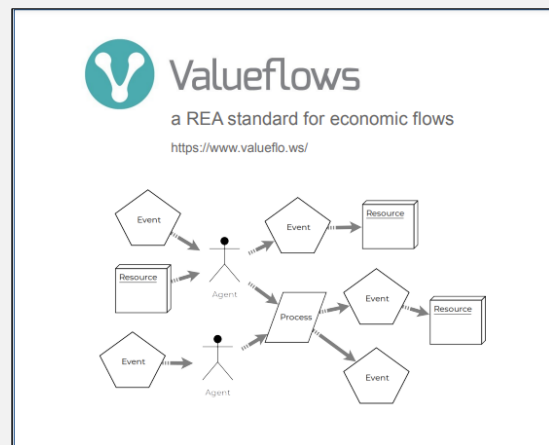 Valueflows
a REA standard for economic flows
https://www.valueflo.ws/
Event
Event
Resource
Resource
Agent
Event
Process
Resource
Event
Agent
Event